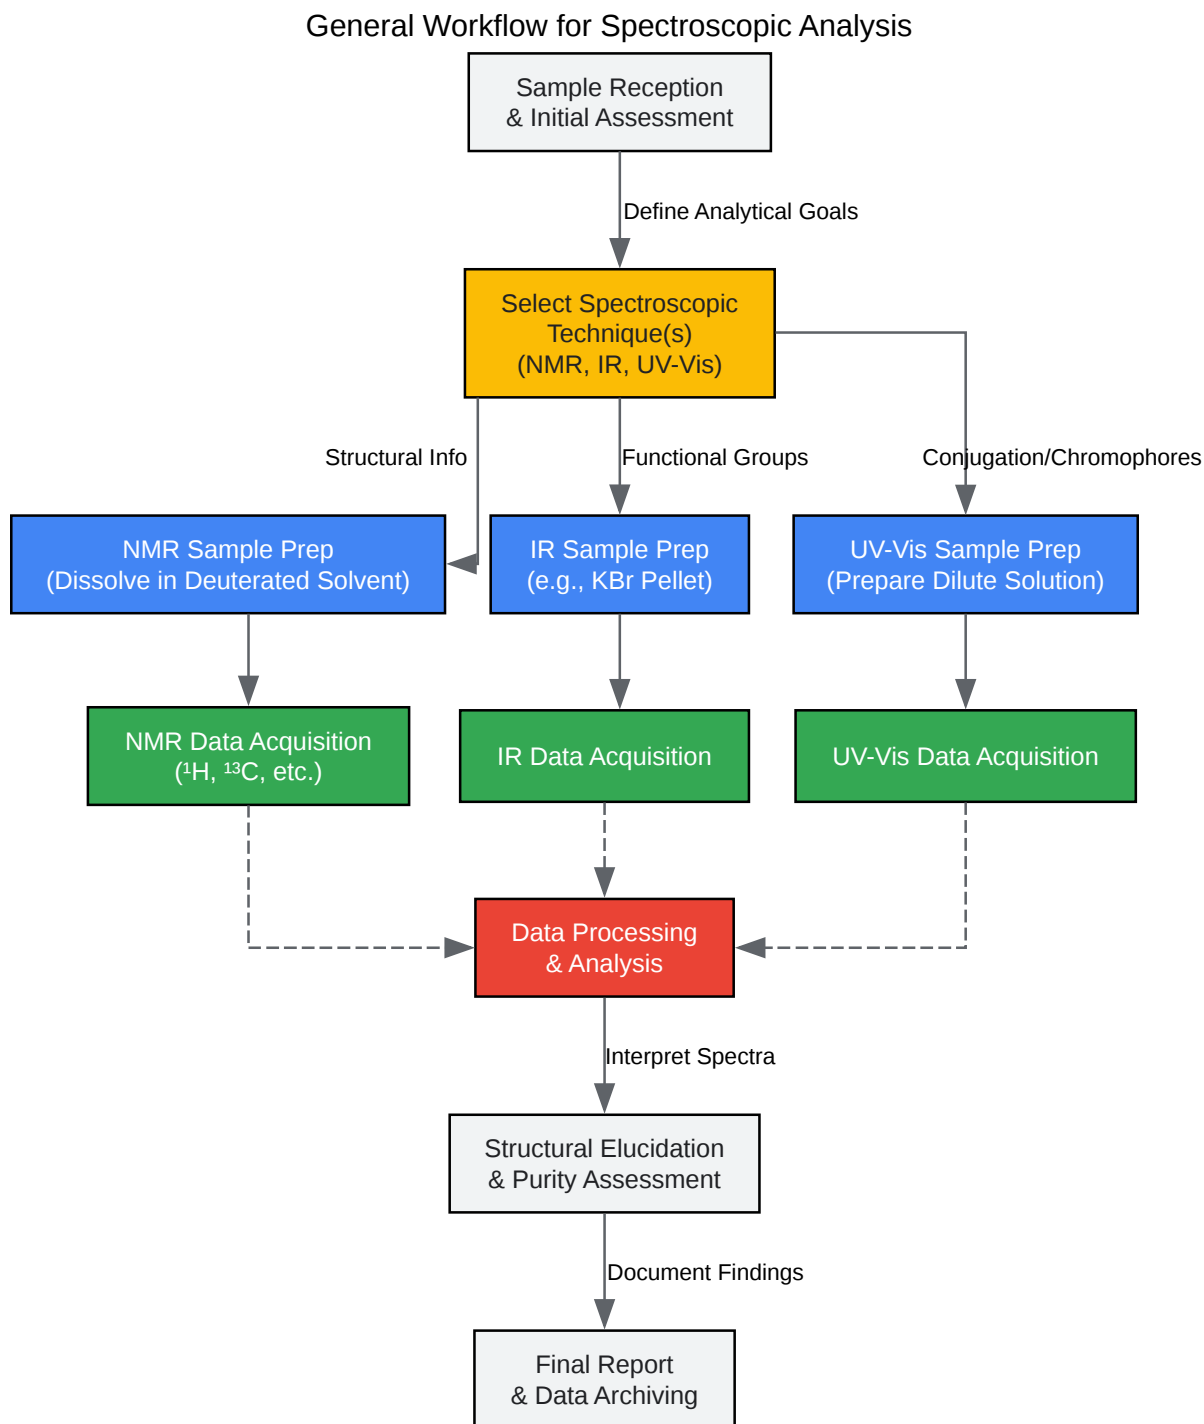 General Workflow for Spectroscopic Analysis
Sample Reception
& Initial Assessment
Define Analytical Goals
Select Spectroscopic
Technique(s)
(NMR, IR, UV-Vis)
Structural Info
Functional Groups
Conjugation/Chromophores
NMR Sample Prep
(Dissolve in Deuterated Solvent)
IR Sample Prep
(e.g., KBr Pellet)
UV-Vis Sample Prep
(Prepare Dilute Solution)
NMR Data Acquisition
(¹H, ¹³C, etc.)
IR Data Acquisition
UV-Vis Data Acquisition
Data Processing
& Analysis
Interpret Spectra
Structural Elucidation
& Purity Assessment
Document Findings
Final Report
& Data Archiving